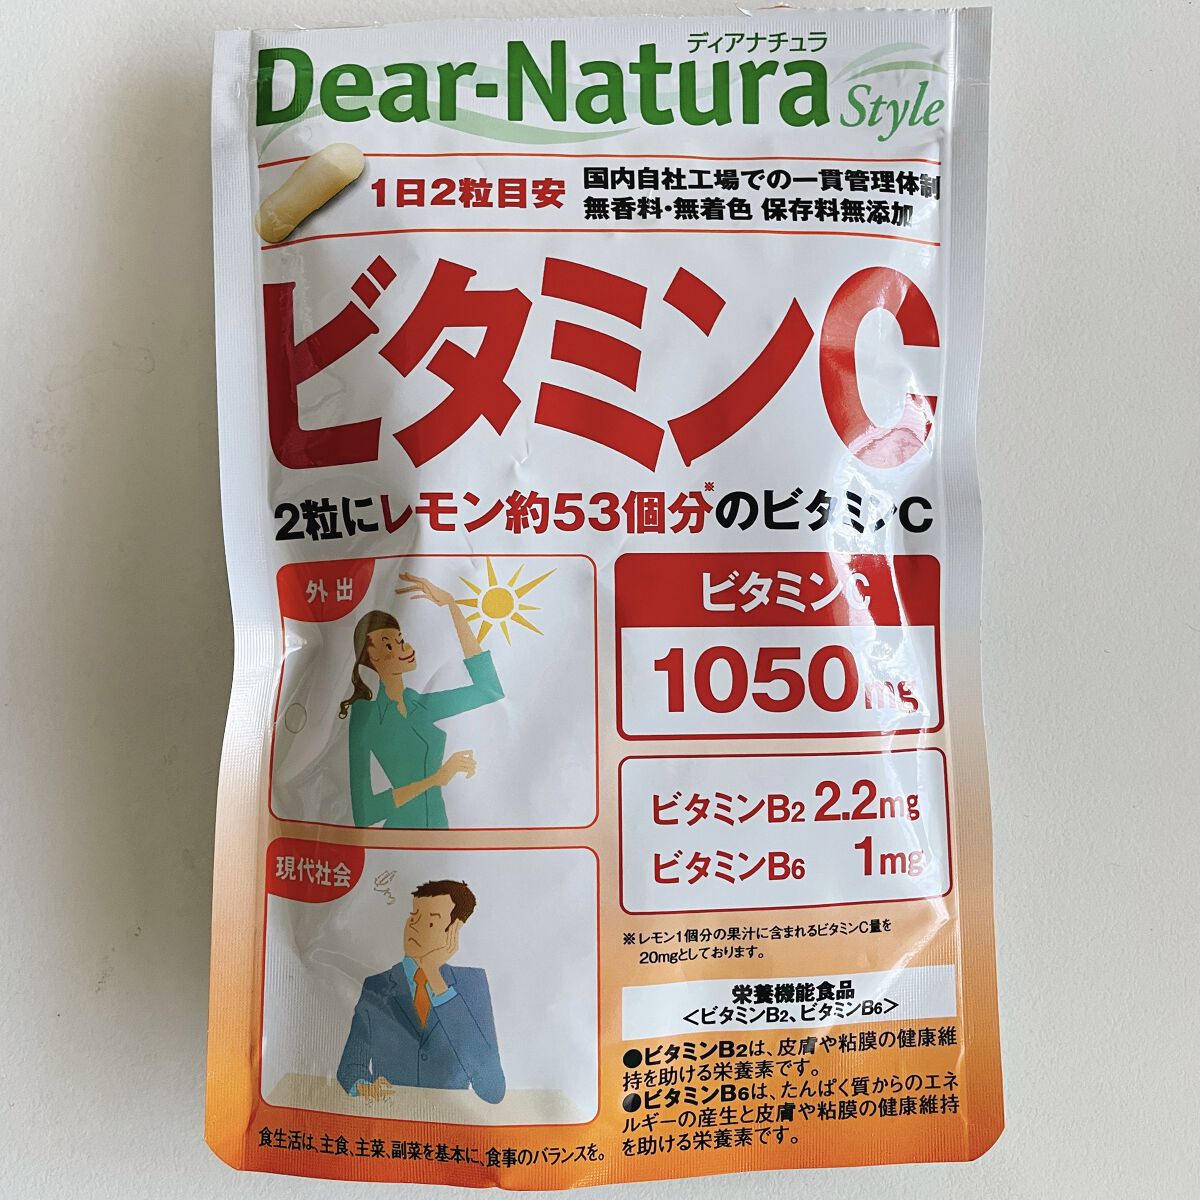 ディアナチュラ
Dear-Natura
Style
1日2粒目安
国内自社工場での一貫管理体制
無香料・無着色 保存料無添加
ビタミンC
2粒にレモン約53個分※のビタミンC
外出
ビタミンC
1050mg
ビタミンB2 2.2mg
ビタミンB6 1mg
現代社会
※レモン1個分の果汁に含まれるビタミンC量を
20mgとしております。
栄養機能食品
<ビタミンB2、ビタミンB6>
●ビタミンB2は、皮膚や粘膜の健康維
持を助ける栄養素です。
●ビタミンB6は、たんぱく質からのエネ
ルギーの産生と皮膚や粘膜の健康維持
を助ける栄養素です。
食生活は、主食、主菜、副菜を基本に、食事のバランスを。